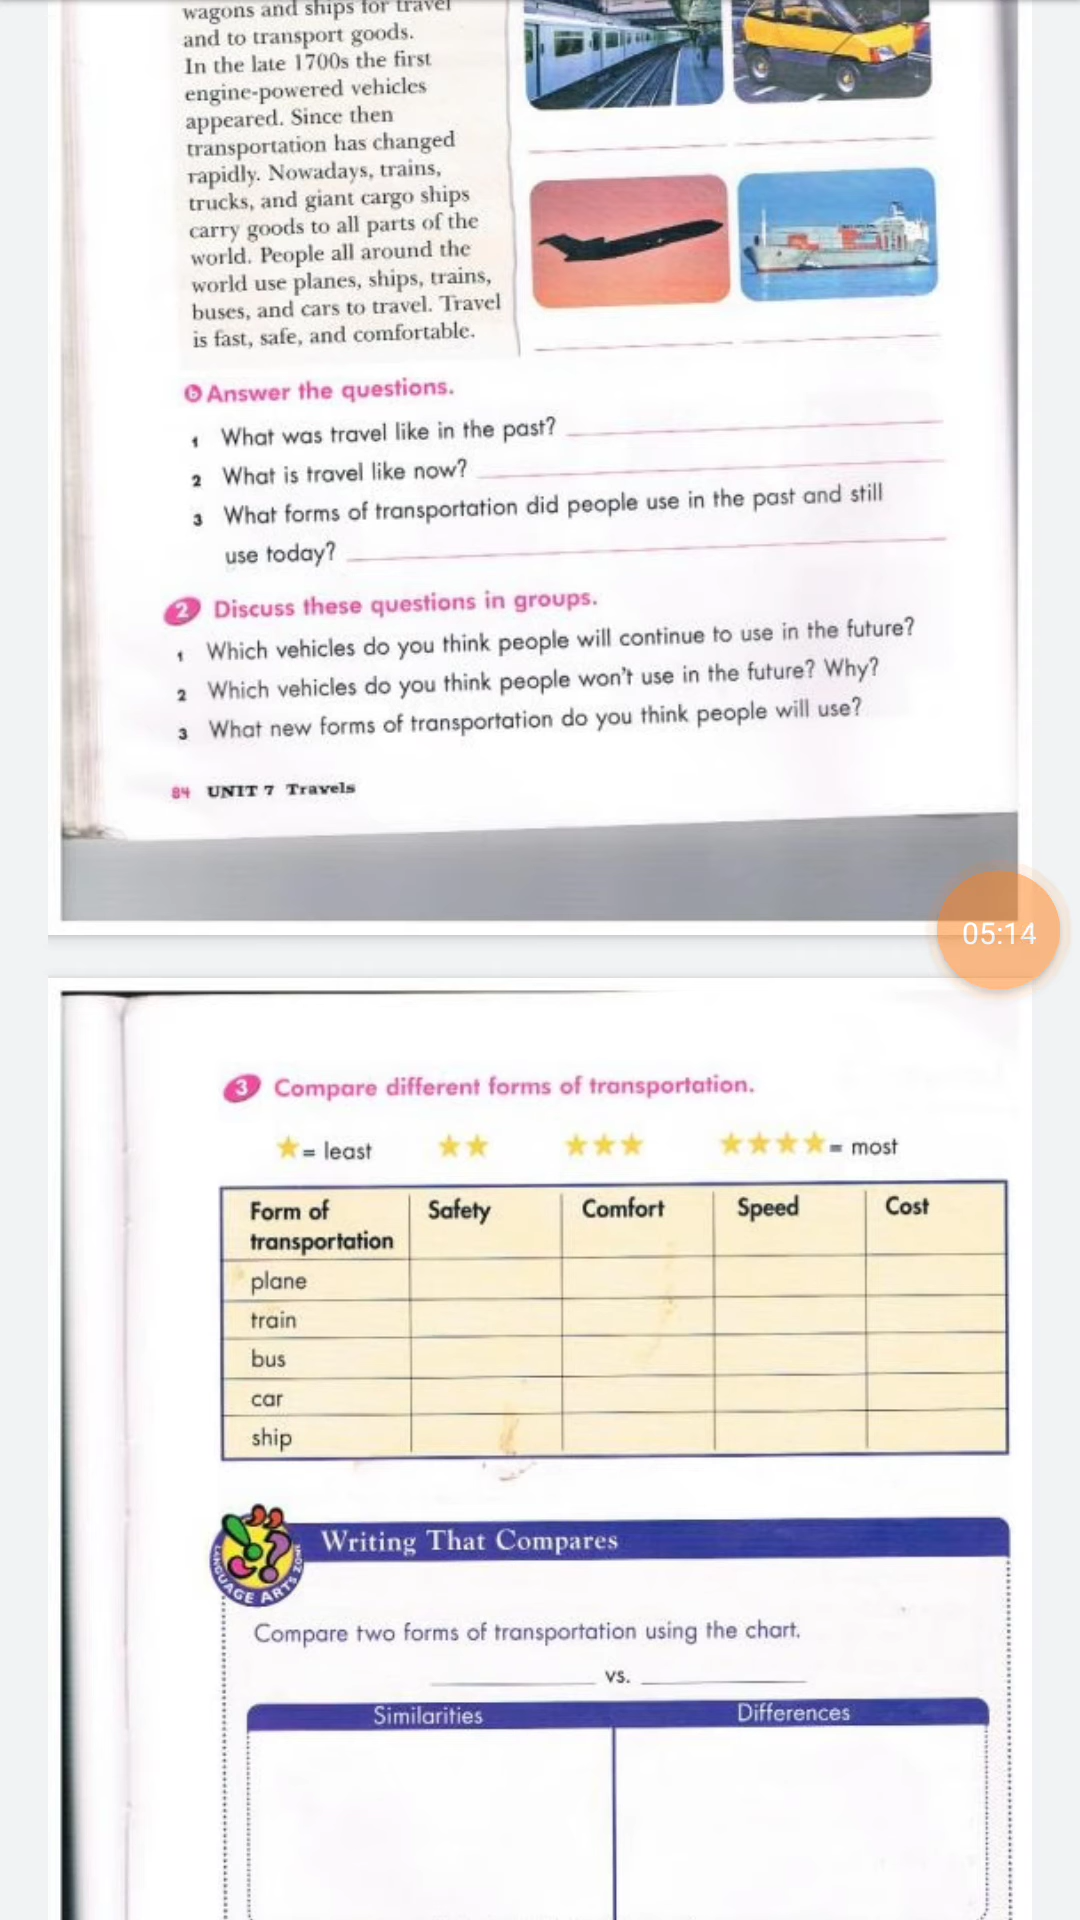 wagons and ships for travel
and to transport goods.
In the late 1700s the first
engine-powered vehicles
appeared. Since then
transportation has changed
rapidly. Nowadays, trains,
trucks, and giant cargo ships
carry goods to all parts of the
world. People all around the
world use planes, ships, trains,
buses, and cars to travel. Travel
is fast, safe, and comfortable.
b Answer the questions.
1 What was travel like in the past?
2 What is travel like now?
3 What forms of transportation did people use in the past and still
use today?
2 Discuss these questions in groups.
1 Which vehicles do you think people will continue to use in the future?
2 Which vehicles do you think people won't use in the future? Why?
3 What new forms of transportation do you think people will use?
84 UNIT 7 Travels
05:14
3 Compare different forms of transportation.
= least
= most
Form of transportation Safety Comfort Speed Cost
plane
train
bus
car
ship
LANGUAGE ARTS ZONE
Writing That Compares
Compare two forms of transportation using the chart.
vs.
Similarities Differences